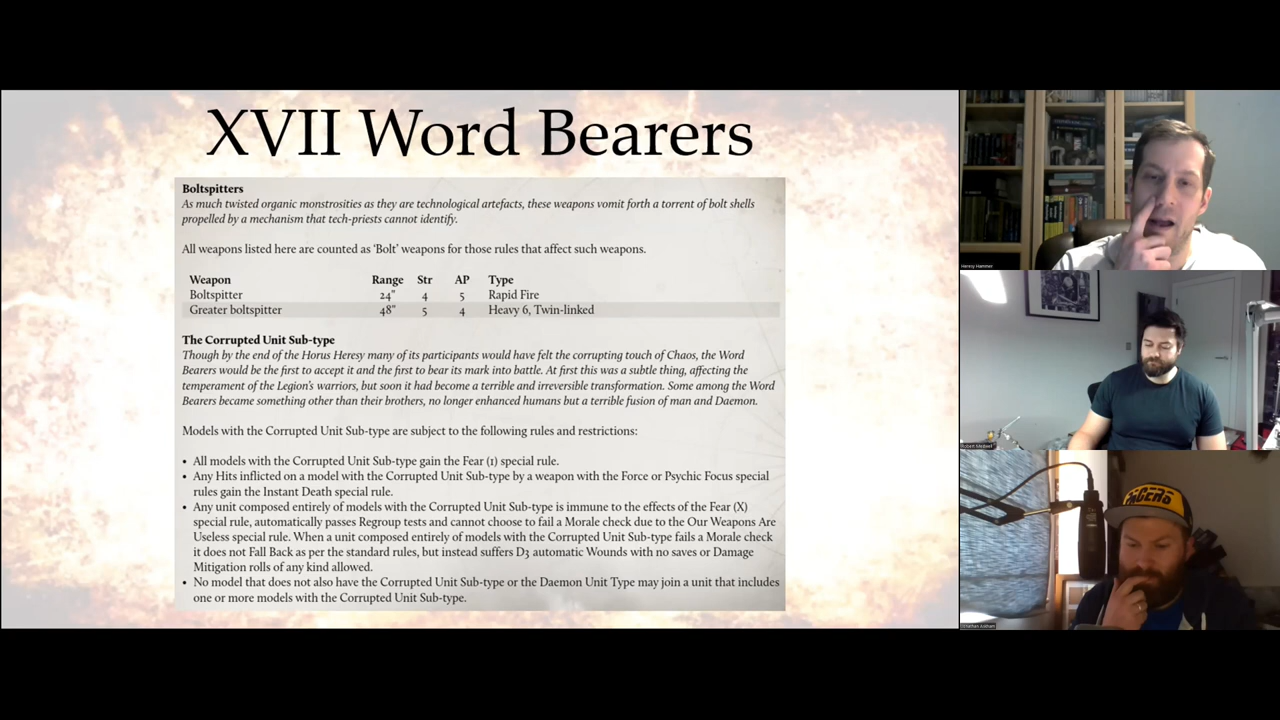 XVII Word Bearers
Boltspitters
As much twisted organic monstrosities as they are technological artefacts, these weapons vomit forth a torrent of bolt shells
propelled by a mechanism that tech-priests cannot identify.
All weapons listed here are counted as ‘Bolt’ weapons for those rules that affect such weapons.
Weapon Range Str AP Type
Boltspitter 24" 4 5 Rapid Fire
Greater boltspitter 48" 5 4 Heavy 6, Twin-linked
The Corrupted Unit Sub-type
Though by the end of the Horus Heresy many of its participants would have felt the corrupting touch of Chaos, the Word
Bearers would be the first to accept it and the first to bear its mark into battle. At first this was a subtle thing, affecting the
temperament of the Legion’s warriors, but soon it had become a terrible and irreversible transformation. Some among the Word
Bearers became something other than their brothers, no longer enhanced humans but a terrible fusion of man and Daemon.
Models with the Corrupted Unit Sub-type are subject to the following rules and restrictions:
• All models with the Corrupted Unit Sub-type gain the Fear (1) special rule.
• Any Hits inflicted on a model with the Corrupted Unit Sub-type by a weapon with the Force or Psychic Focus special
rules gain the Instant Death special rule.
• Any unit composed entirely of models with the Corrupted Unit Sub-type is immune to the effects of the Fear (X)
special rule, automatically passes Regroup tests and cannot choose to fail a Morale check due to the Our Weapons Are
Useless special rule. When a unit composed entirely of models with the Corrupted Unit Sub-type fails a Morale check
it does not Fall Back as per the standard rules, but instead suffers D3 automatic Wounds with no saves or Damage
Mitigation rolls of any kind allowed.
• No model that does not also have the Corrupted Unit Sub-type or the Daemon Unit Type may join a unit that includes
one or more models with the Corrupted Unit Sub-type.